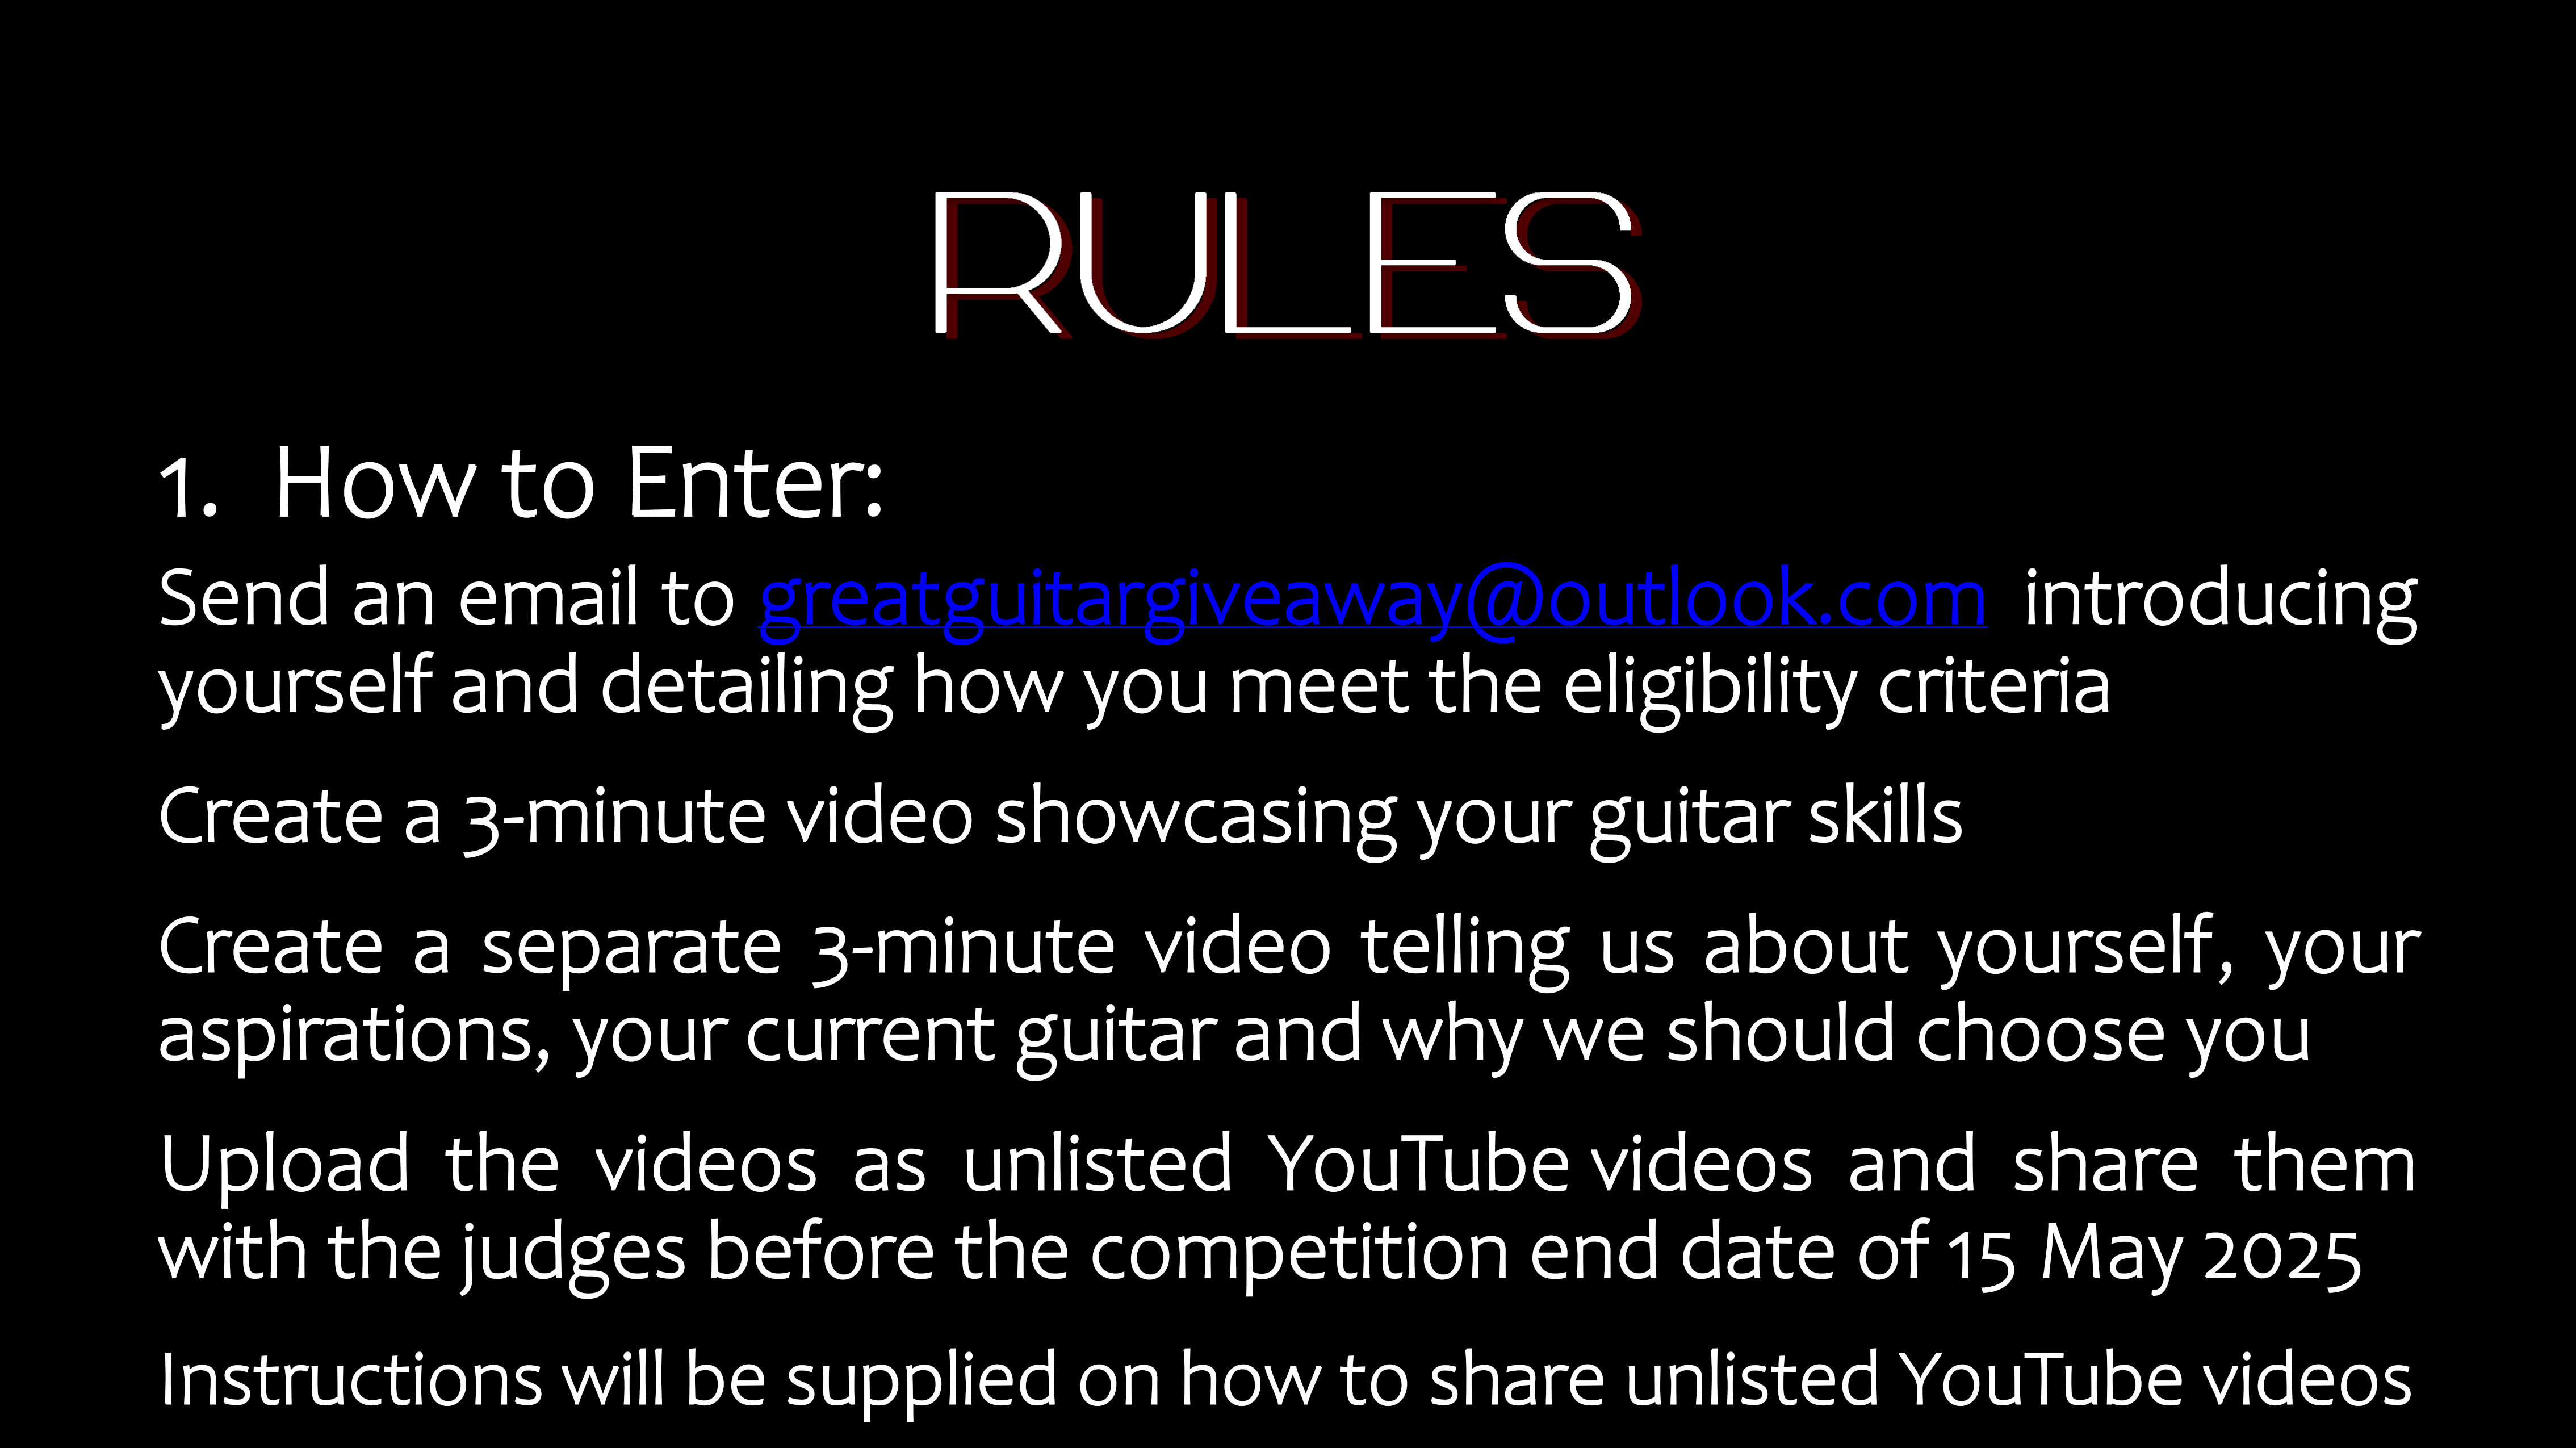 RULES
1. How to Enter:
Send an email to greatguitargiveaway@outlook.com introducing
yourself and detailing how you meet the eligibility criteria
Create a 3-minute video showcasing your guitar skills
Create a separate 3-minute video telling us about yourself, your
aspirations, your current guitar and why we should choose you
Upload the videos as unlisted YouTube videos and share them
with the judges before the competition end date of 15 May 2025
Instructions will be supplied on how to share unlisted YouTube videos